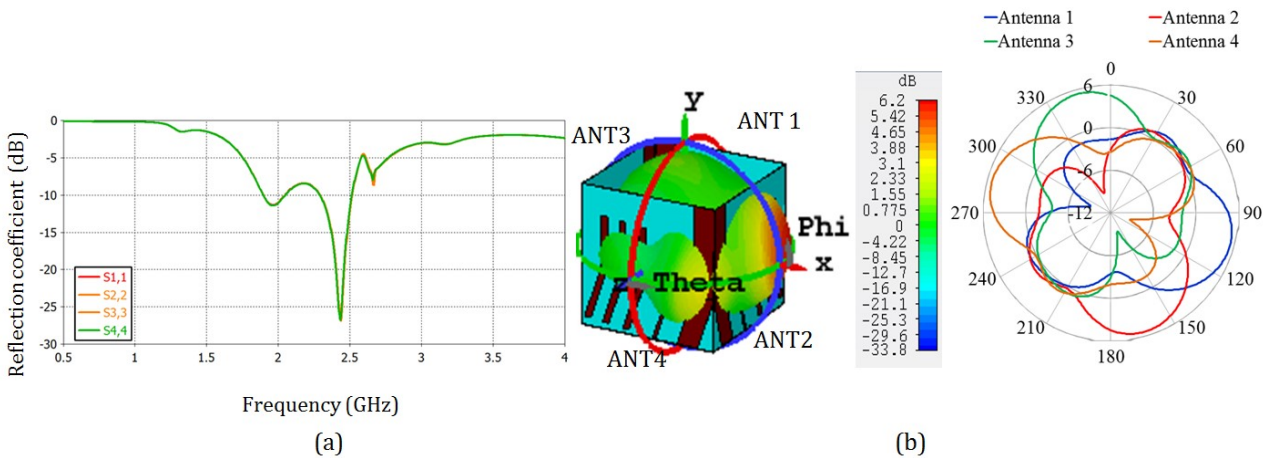 Antenna 1
Antenna 2
Antenna 3
Antenna 4
Reflection coefficient (dB)
0
-5
-10
-15
-20
-25
-30
S1,1
S2,2
S3,3
S4,4
0.5 1 1.5 2 2.5 3 3.5 4
Frequency (GHz)
(a)
y
ANT 1
ANT3
Phi
x
z Theta
ANT2
ANT4
dB
6.2
5.42
4.65
3.88
3.1
2.33
1.55
0.775
0
-4.22
-8.45
-12.7
-16.9
-21.1
-25.3
-29.6
-33.8
(b)
0
30
60
90
120
150
180
210
240
270
300
330
6
0
-6
-12